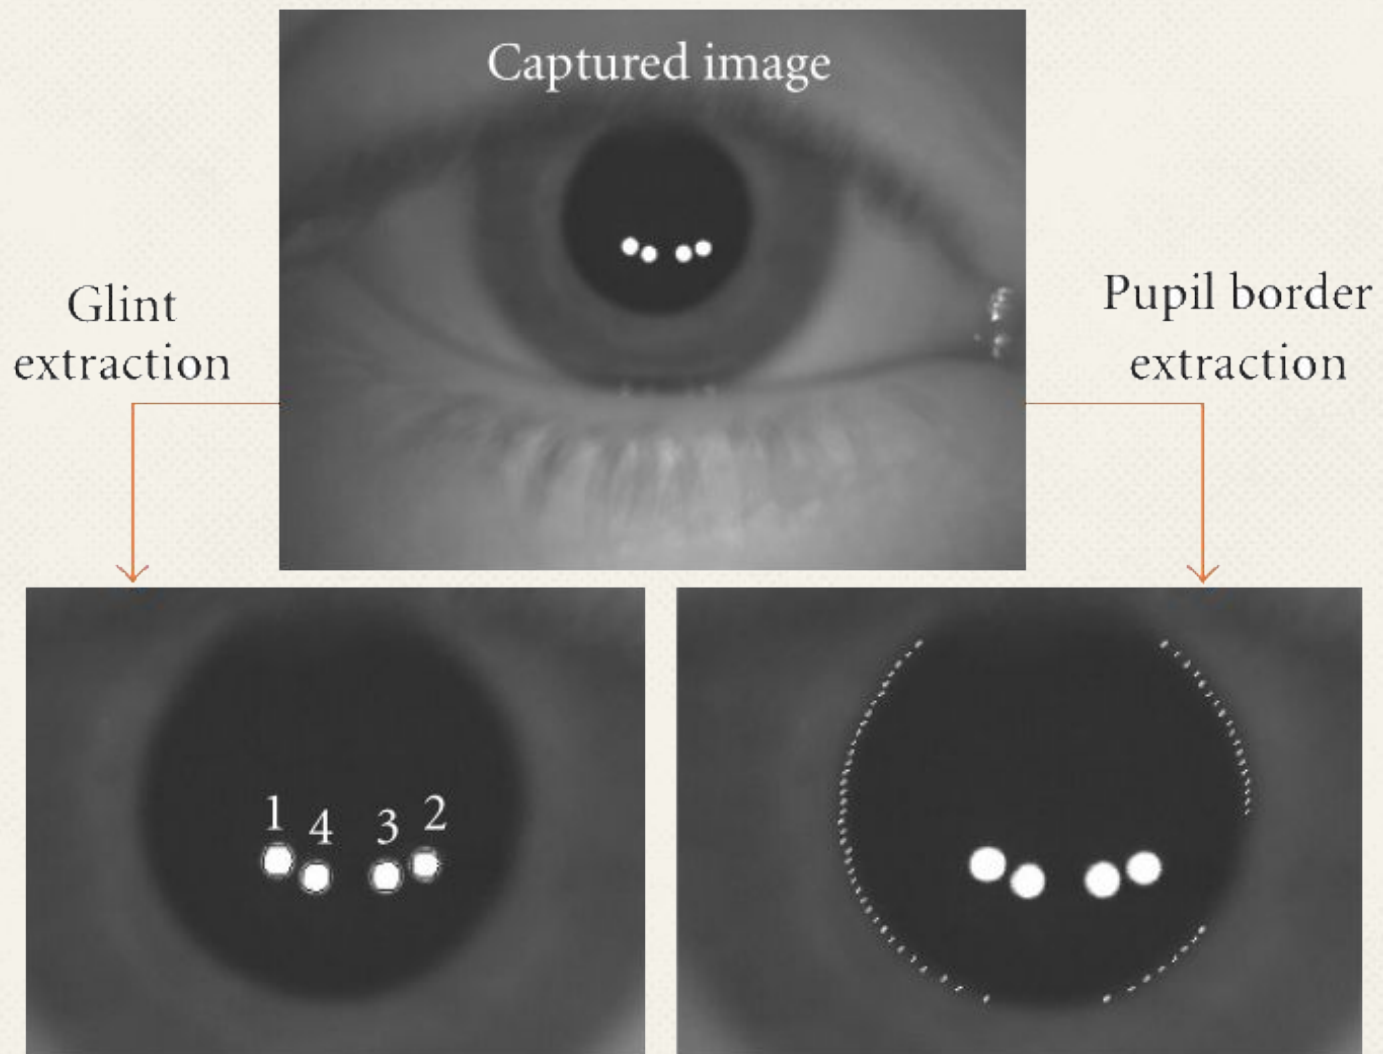 Captured image
Glint
extraction
Pupil border
extraction
1
4
3
2